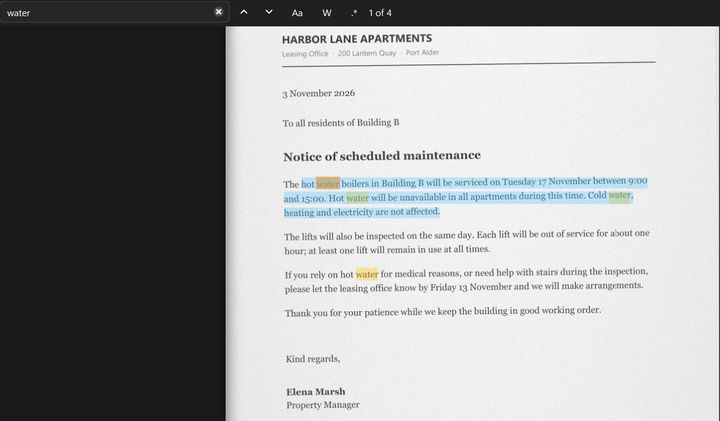 water
Aa W .* 1 of 4
HARBOR LANE APARTMENTS
Leasing Office · 200 Lantern Quay · Port Alder
3 November 2026
To all residents of Building B
Notice of scheduled maintenance
The hot water boilers in Building B will be serviced on Tuesday 17 November between 9:00
and 15:00. Hot water will be unavailable in all apartments during this time. Cold water,
heating and electricity are not affected.
The lifts will also be inspected on the same day. Each lift will be out of service for about one
hour; at least one lift will remain in use at all times.
If you rely on hot water for medical reasons, or need help with stairs during the inspection,
please let the leasing office know by Friday 13 November and we will make arrangements.
Thank you for your patience while we keep the building in good working order.
Kind regards,
Elena Marsh
Property Manager